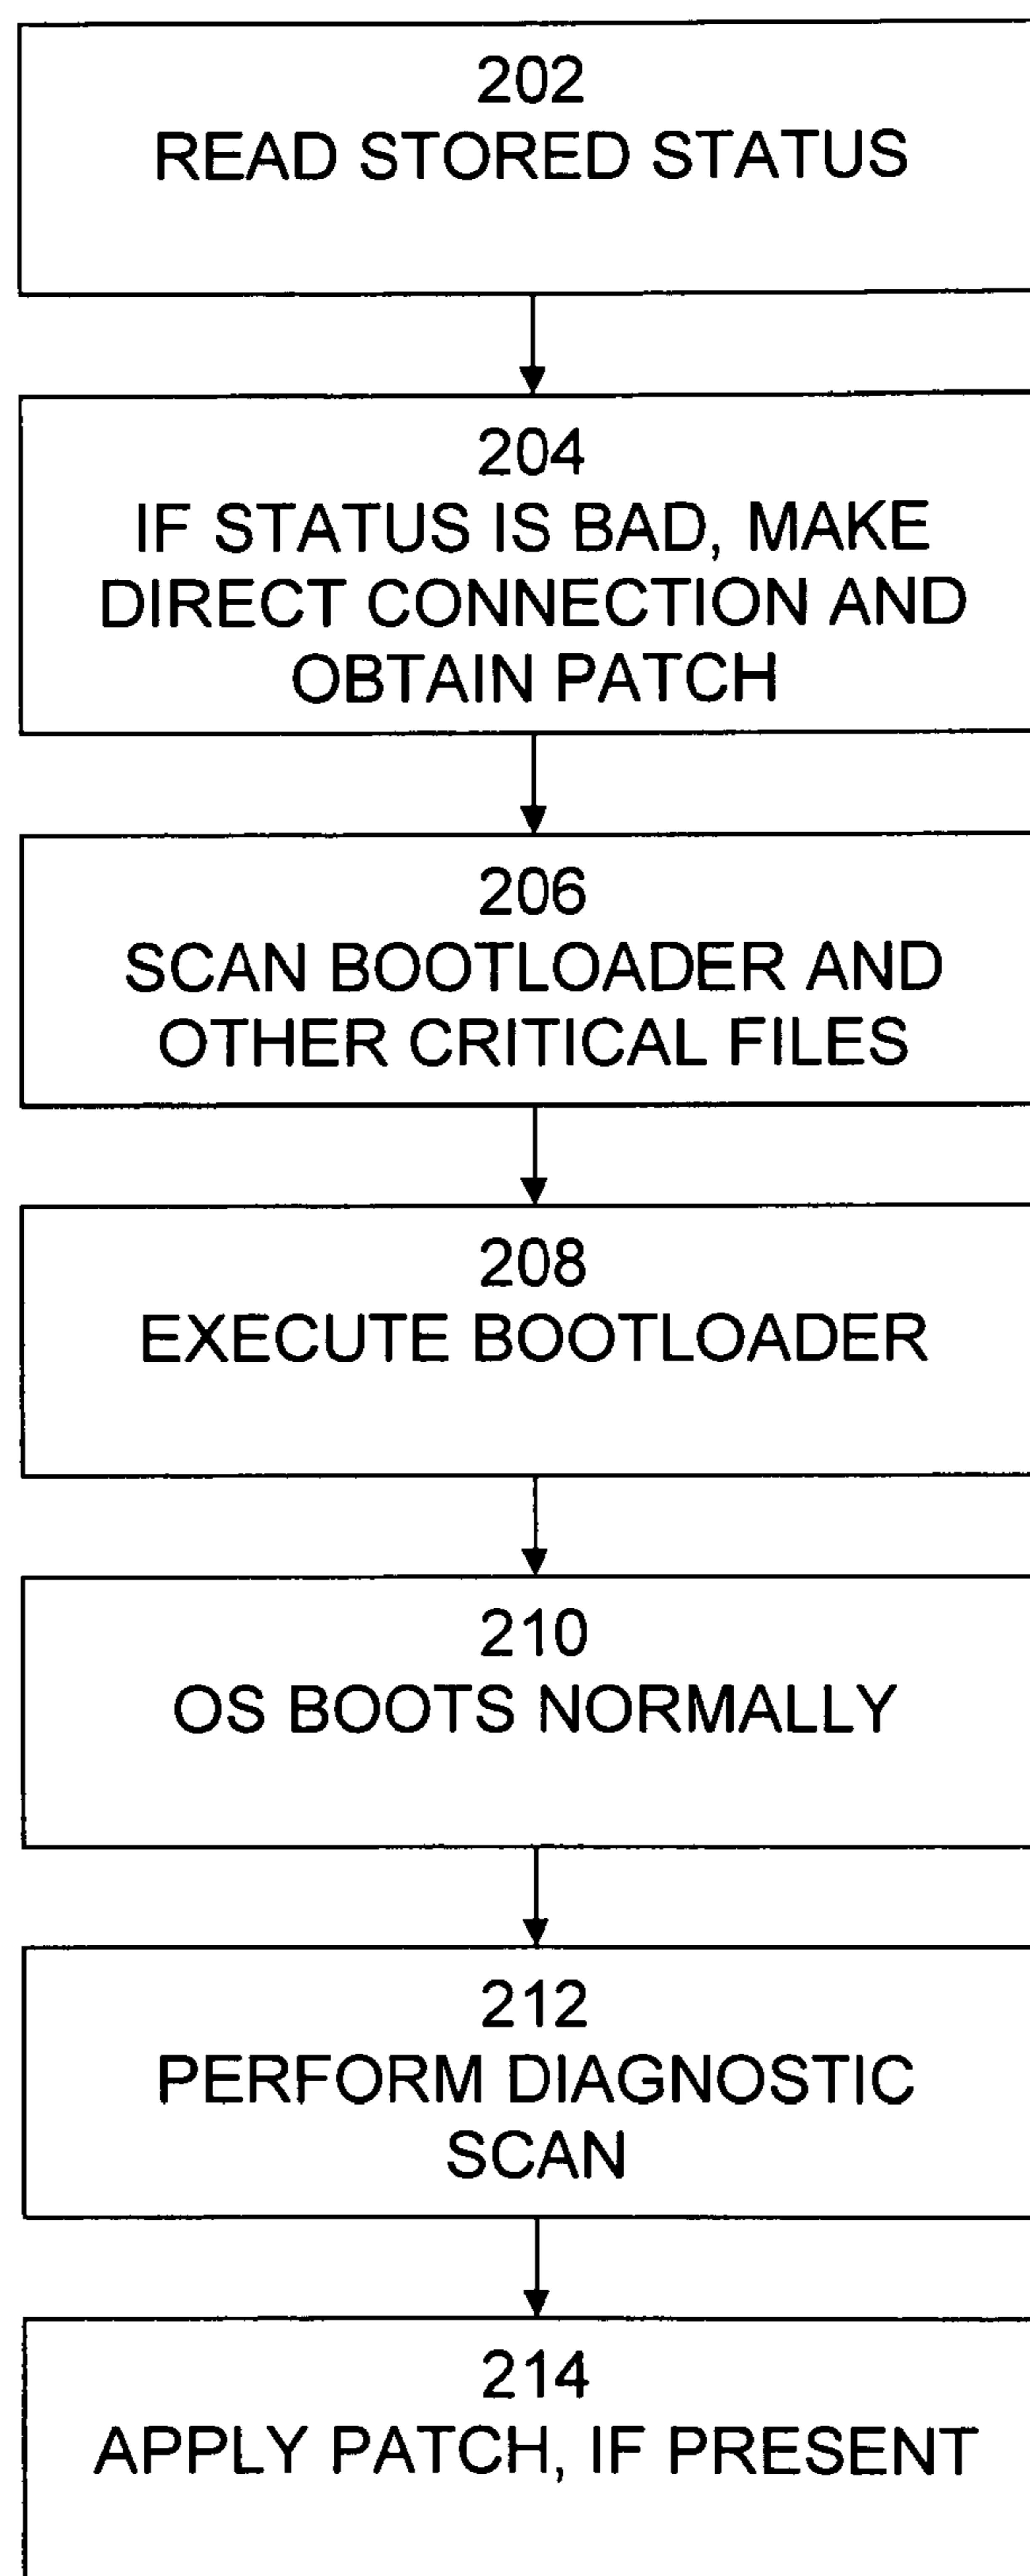 202
READ STORED STATUS
204
IF STATUS IS BAD, MAKE
DIRECT CONNECTION AND
OBTAIN PATCH
206
SCAN BOOTLOADER AND
OTHER CRITICAL FILES
208
EXECUTE BOOTLOADER
210
OS BOOTS NORMALLY
212
PERFORM DIAGNOSTIC
SCAN
214
APPLY PATCH, IF PRESENT